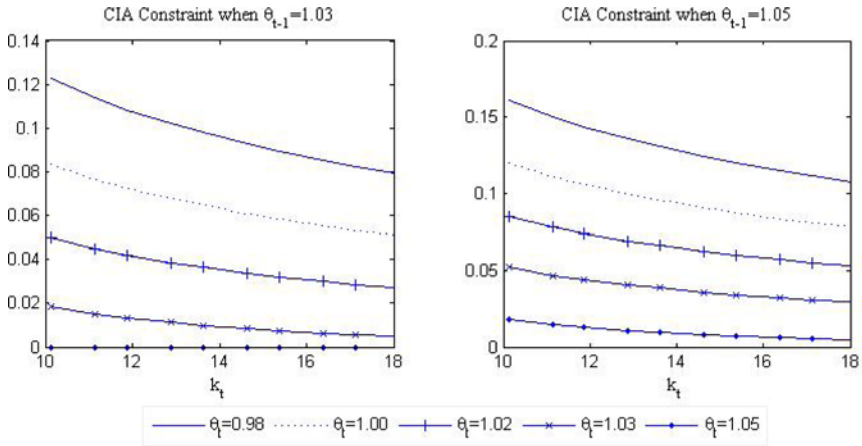 CIA Constraint when θt-1=1.03
0.14
0.12
0.1
0.08
0.06
0.04
0.02
0
10 12 14 16 18
kt
CIA Constraint when θt-1=1.05
0.2
0.15
0.1
0.05
0
10 12 14 16 18
kt
θt=0.98 θt=1.00 θt=1.02 θt=1.03 θt=1.05